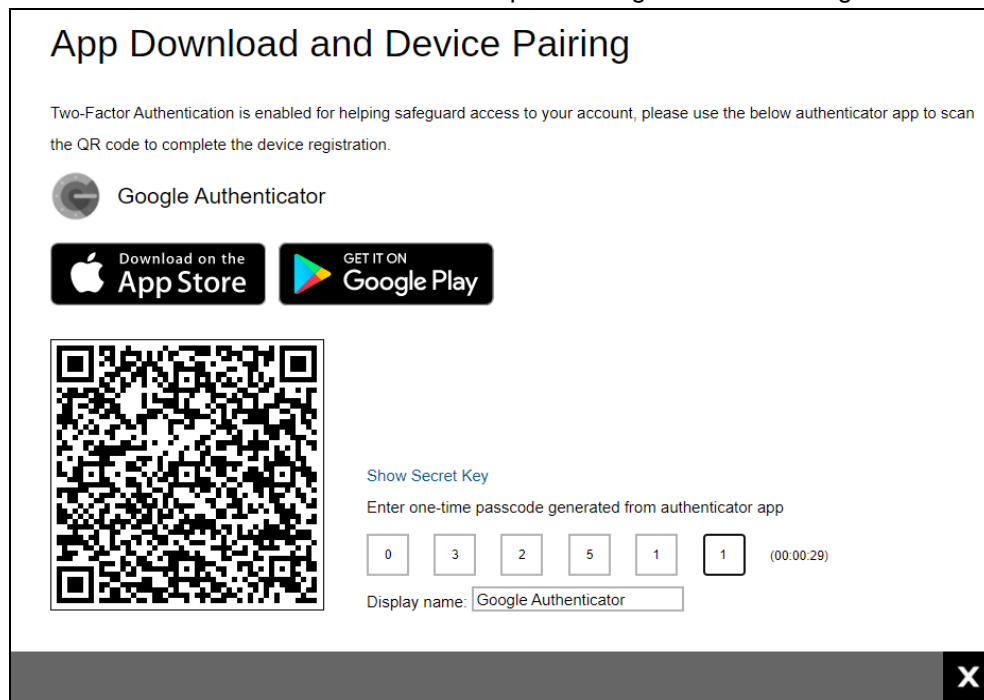 App Download and Device Pairing
Two-Factor Authentication is enabled for helping safeguard access to your account, please use the below authenticator app to scan
the QR code to complete the device registration.
Google Authenticator
Download on the
App Store
GET IT ON
Google Play
Show Secret Key
Enter one-time passcode generated from authenticator app
0 3 2 5 1 1 (00:00:29)
Display name: Google Authenticator
X